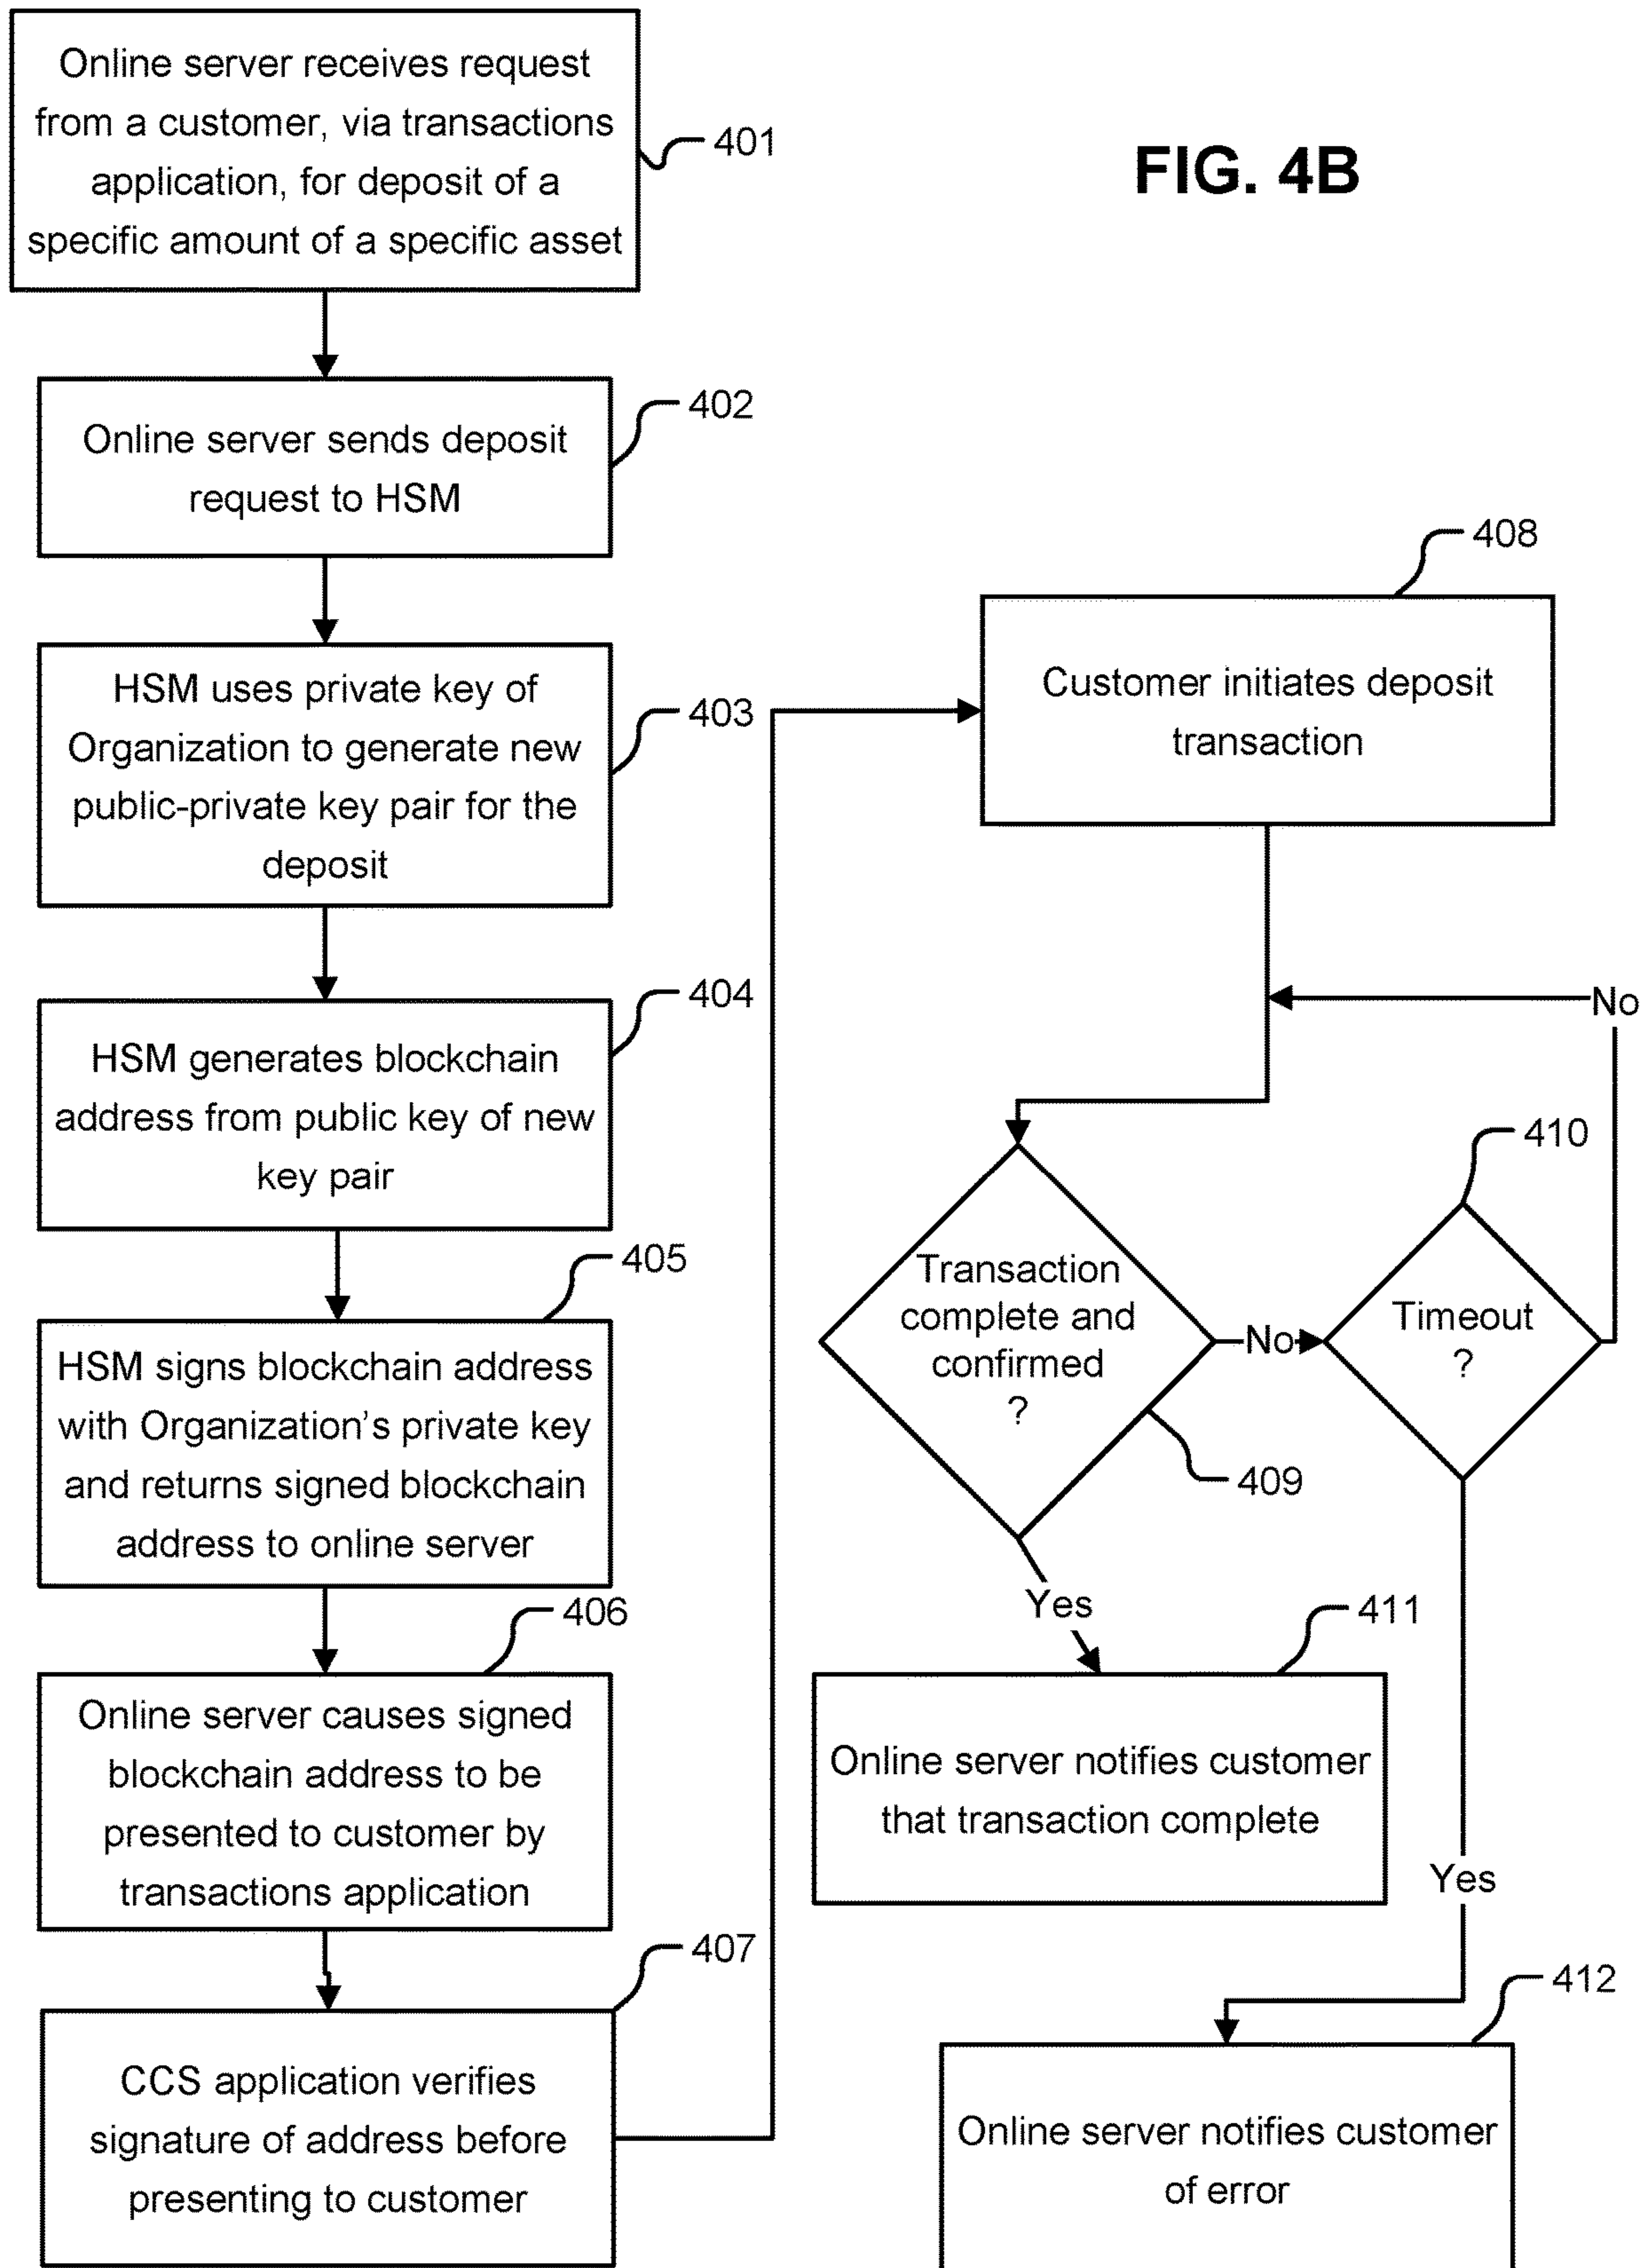 Online server receives request
from a customer, via transactions
application, for deposit of a
specific amount of a specific asset
401
FIG. 4B
Online server sends deposit
request to HSM
402
HSM uses private key of
Organization to generate new
public-private key pair for the
deposit
403
HSM generates blockchain
address from public key of new
key pair
404
HSM signs blockchain address
with Organization's private key
and returns signed blockchain
address to online server
405
Online server causes signed
blockchain address to be
presented to customer by
transactions application
406
CCS application verifies
signature of address before
presenting to customer
407
Customer initiates deposit
transaction
408
Transaction
complete and
confirmed
?
409
No
Timeout
?
410
No
Yes
Online server notifies customer
that transaction complete
411
Yes
Online server notifies customer
of error
412